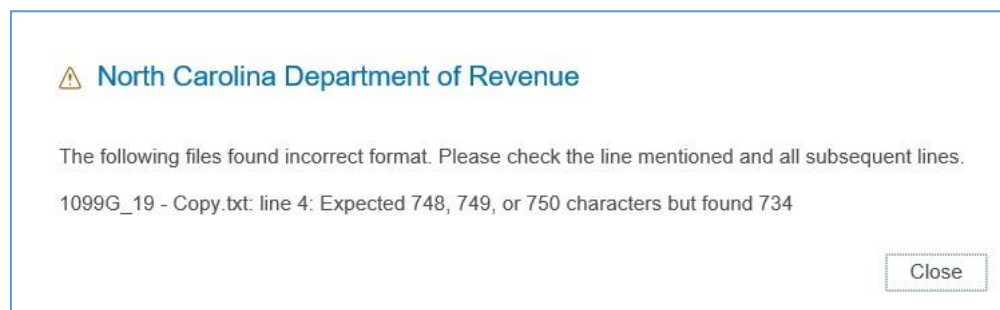 North Carolina Department of Revenue
The following files found incorrect format. Please check the line mentioned and all subsequent lines.
1099G_19 - Copy.txt: line 4: Expected 748, 749, or 750 characters but found 734
Close